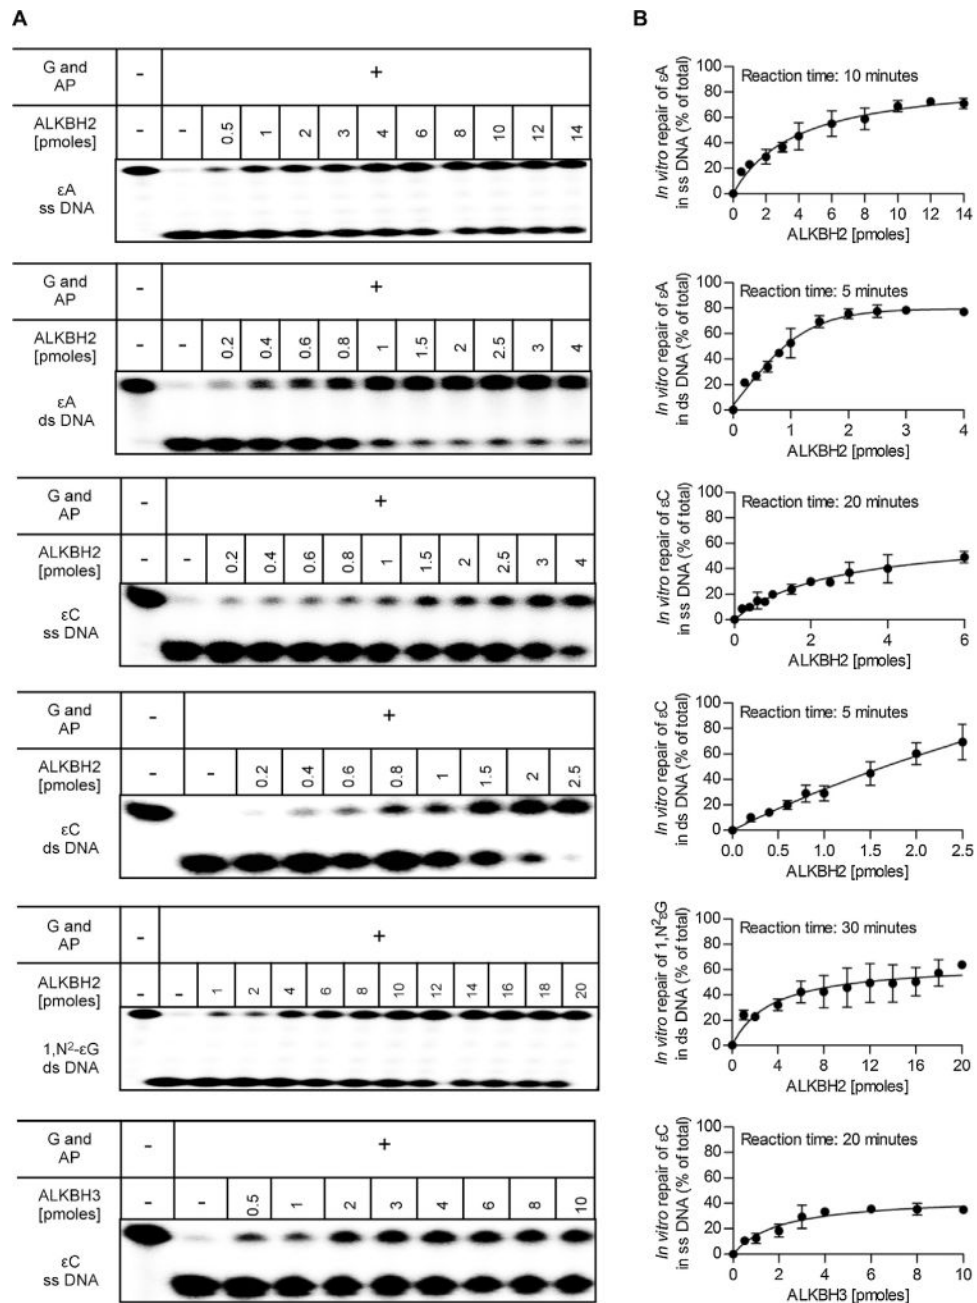 A
G and
AP
-
+
ALKBH2
[pmoles]
-
-
0.5
1
2
3
4
6
8
10
12
14
εA
ss DNA
G and
AP
-
+
ALKBH2
[pmoles]
-
-
0.2
0.4
0.6
0.8
1
1.5
2
2.5
3
4
εA
ds DNA
G and
AP
-
+
ALKBH2
[pmoles]
-
-
0.2
0.4
0.6
0.8
1
1.5
2
2.5
3
4
εC
ss DNA
G and
AP
-
+
ALKBH2
[pmoles]
-
-
0.2
0.4
0.6
0.8
1
1.5
2
2.5
εC
ds DNA
G and
AP
-
+
ALKBH2
[pmoles]
-
-
1
2
4
6
8
10
12
14
16
18
20
1,N²-εG
ds DNA
G and
AP
-
+
ALKBH3
[pmoles]
-
-
0.5
1
2
3
4
6
8
10
εC
ss DNA
B
In vitro repair of εA
in ss DNA (% of total)
100
80
60
40
20
0
Reaction time: 10 minutes
0 2 4 6 8 10 12 14
ALKBH2 [pmoles]
In vitro repair of εA
in ds DNA (% of total)
100
80
60
40
20
0
Reaction time: 5 minutes
0 1 2 3 4
ALKBH2 [pmoles]
In vitro repair of εC
in ss DNA (% of total)
100
80
60
40
20
0
Reaction time: 20 minutes
0 2 4 6
ALKBH2 [pmoles]
In vitro repair of εC
in ds DNA (% of total)
100
80
60
40
20
0
Reaction time: 5 minutes
0.0 0.5 1.0 1.5 2.0 2.5
ALKBH2 [pmoles]
In vitro repair of 1,N²εG
in ds DNA (% of total)
100
80
60
40
20
0
Reaction time: 30 minutes
0 4 8 12 16 20
ALKBH2 [pmoles]
In vitro repair of εC
in ss DNA (% of total)
100
80
60
40
20
0
Reaction time: 20 minutes
0 2 4 6 8 10
ALKBH3 [pmoles]